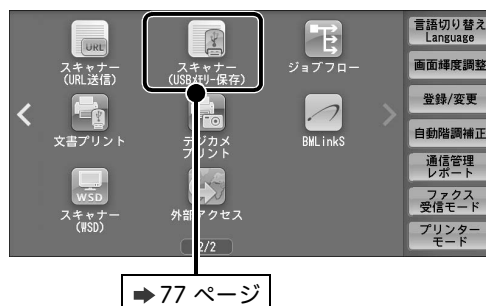 URL
スキャナー
(URL送信)
スキャナー
(USBﾒﾓﾘｰ保存)
ジョブフロー
文書プリント
デジカメ
プリント
BMLinkS
WSD
スキャナー
(WSD)
外部アクセス
2/2
言語切り替え
Language
画面輝度調整
登録/変更
自動階調補正
通信管理
レポート
ファクス
受信モード
プリンター
モード
➡77 ページ